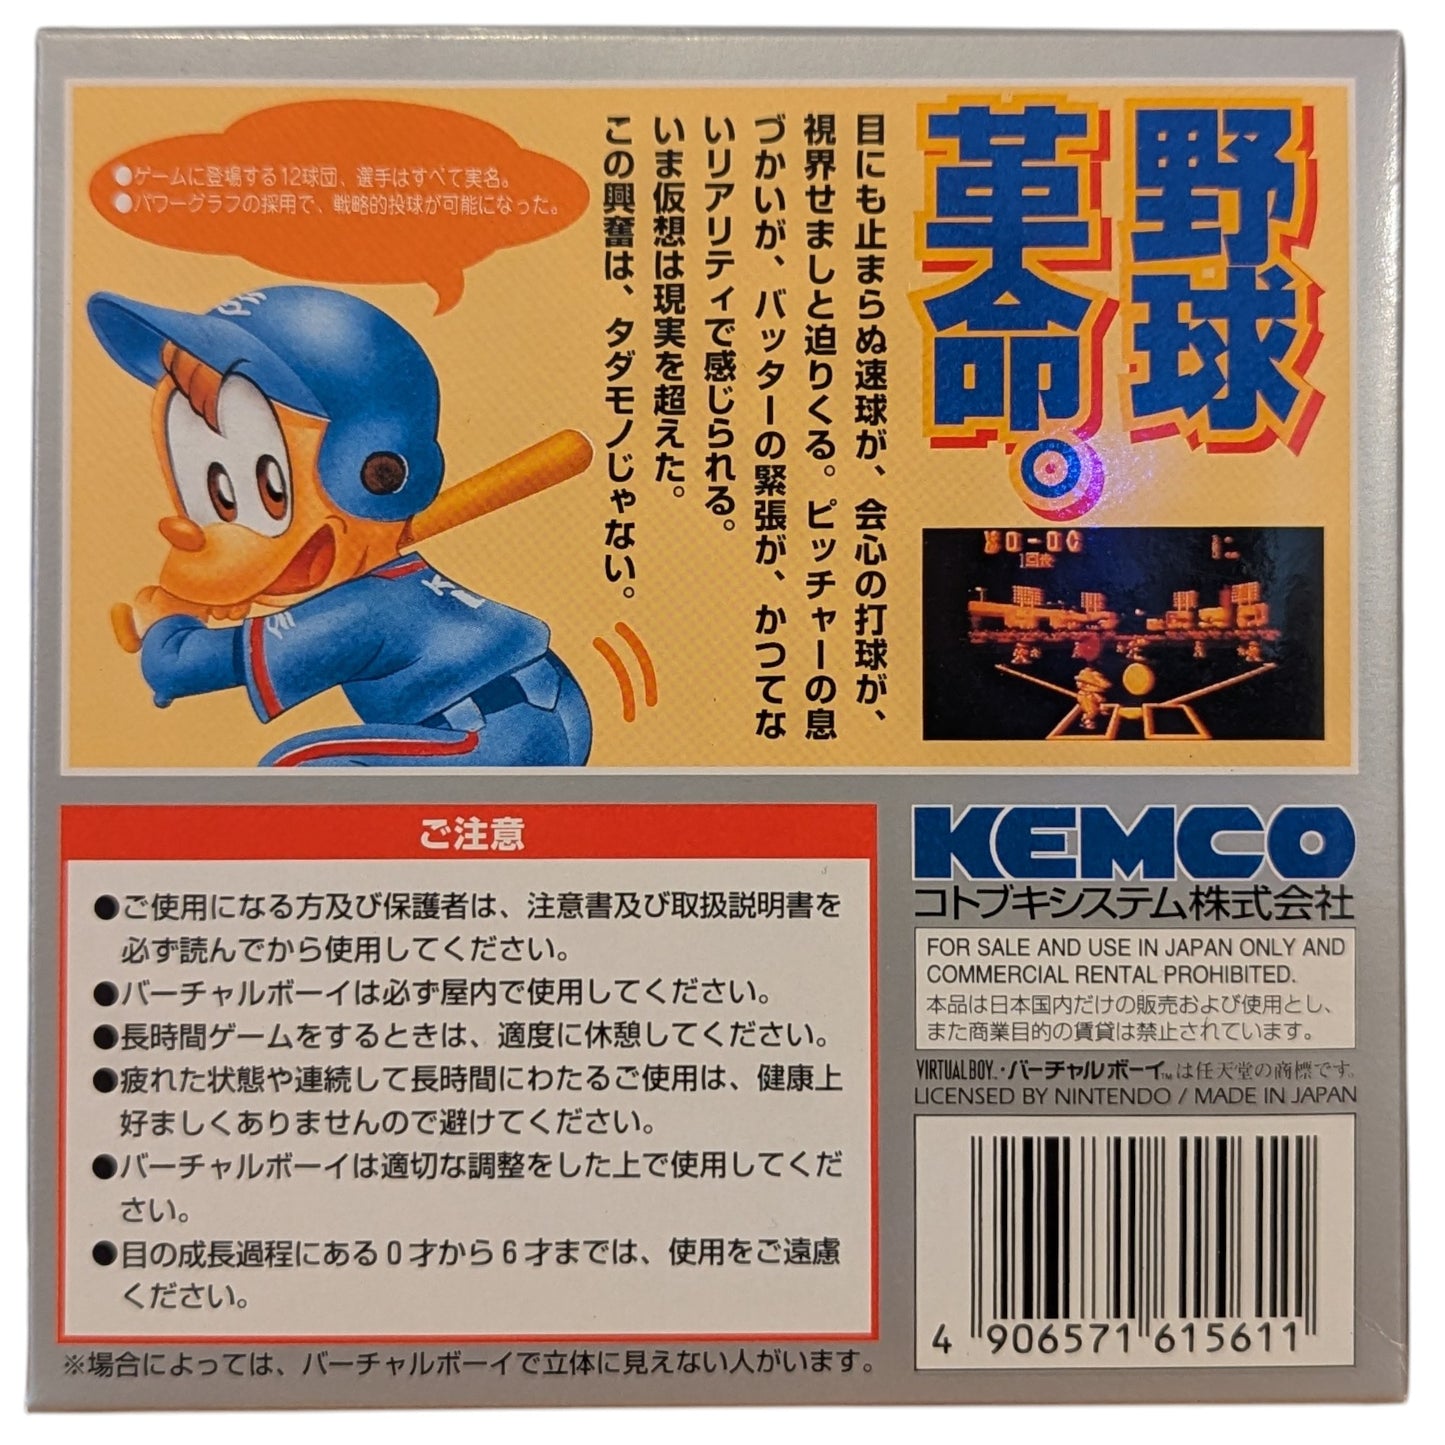 野球
革命。
目にも止まらぬ速球が、会心の打球が、
視界せましと迫りくる。ピッチャーの息
づかいが、バッターの緊張が、かつてな
いリアリティで感じられる。
いま仮想は現実を超えた。
この興奮は、タダモノじゃない。
●ゲームに登場する12球団、選手はすべて実名。
●パワーグラフの採用で、戦略的投球が可能になった。
0-0
1回表
ご注意
●ご使用になる方及び保護者は、注意書及び取扱説明書を
必ず読んでから使用してください。
●バーチャルボーイは必ず屋内で使用してください。
●長時間ゲームをするときは、適度に休憩してください。
●疲れた状態や連続して長時間にわたるご使用は、健康上
好ましくありませんので避けてください。
●バーチャルボーイは適切な調整をした上で使用してくだ
さい。
●目の成長過程にある0才から6才までは、使用をご遠慮
ください。
※場合によっては、バーチャルボーイで立体に見えない人がいます。
KEMCO
コトブキシステム株式会社
FOR SALE AND USE IN JAPAN ONLY AND
COMMERCIAL RENTAL PROHIBITED.
本品は日本国内だけの販売および使用とし、
また商業目的の賃貸は禁止されています。
VIRTUAL BOY™・バーチャルボーイ™は任天堂の商標です。
LICENSED BY NINTENDO / MADE IN JAPAN
4 906571 615611